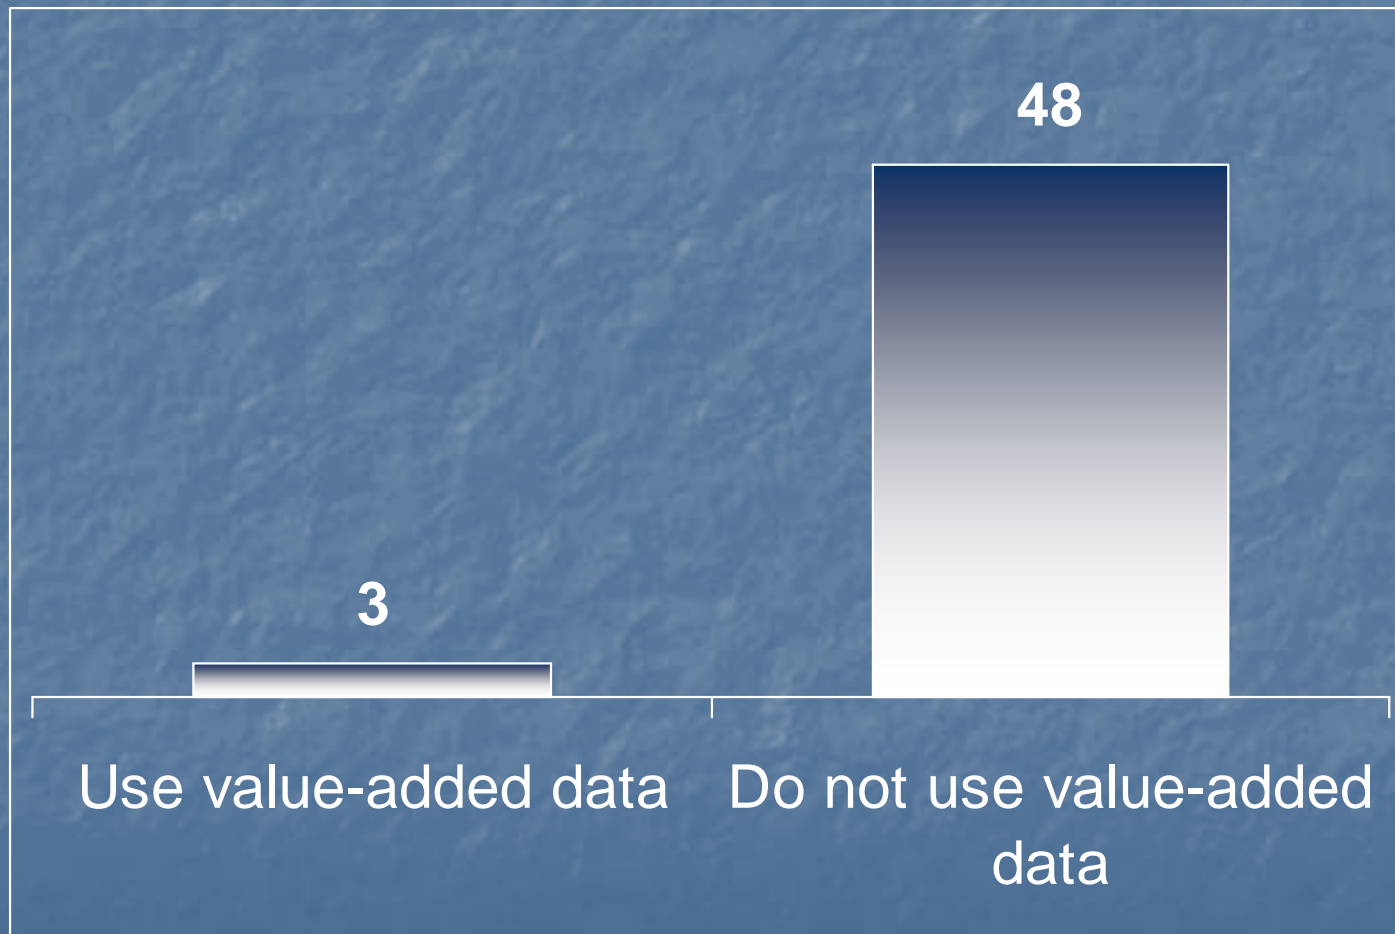 48
3
Use value-added data
Do not use value-added
data